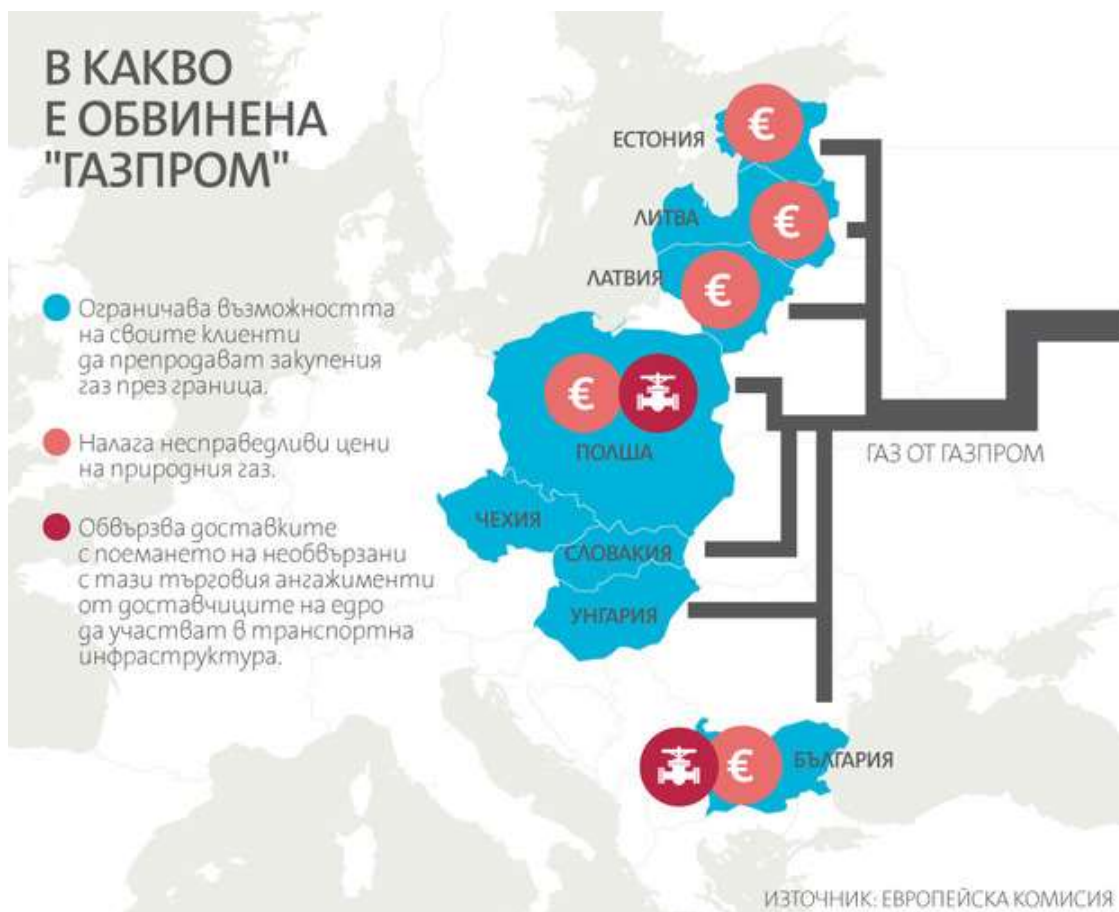 В КАКВО
Е ОБВИНЕНА
"ГАЗПРОМ"
Ограничава възможността
на своите клиенти
да препродават закупения
газ през граница.
Налага несправедливи цени
на природния газ.
Обвързва доставките
с поемането на необвързани
с тази търговия ангажименти
от доставчиците на едро
да участват в транспортна
инфраструктура.
ЕСТОНИЯ
€
ЛИТВА
€
ЛАТВИЯ
€
€
ПОЛША
ГАЗ ОТ ГАЗПРОМ
ЧЕХИЯ
СЛОВАКИЯ
УНГАРИЯ
€
БЪЛГАРИЯ
ИЗТОЧНИК: ЕВРОПЕЙСКА КОМИСИЯ